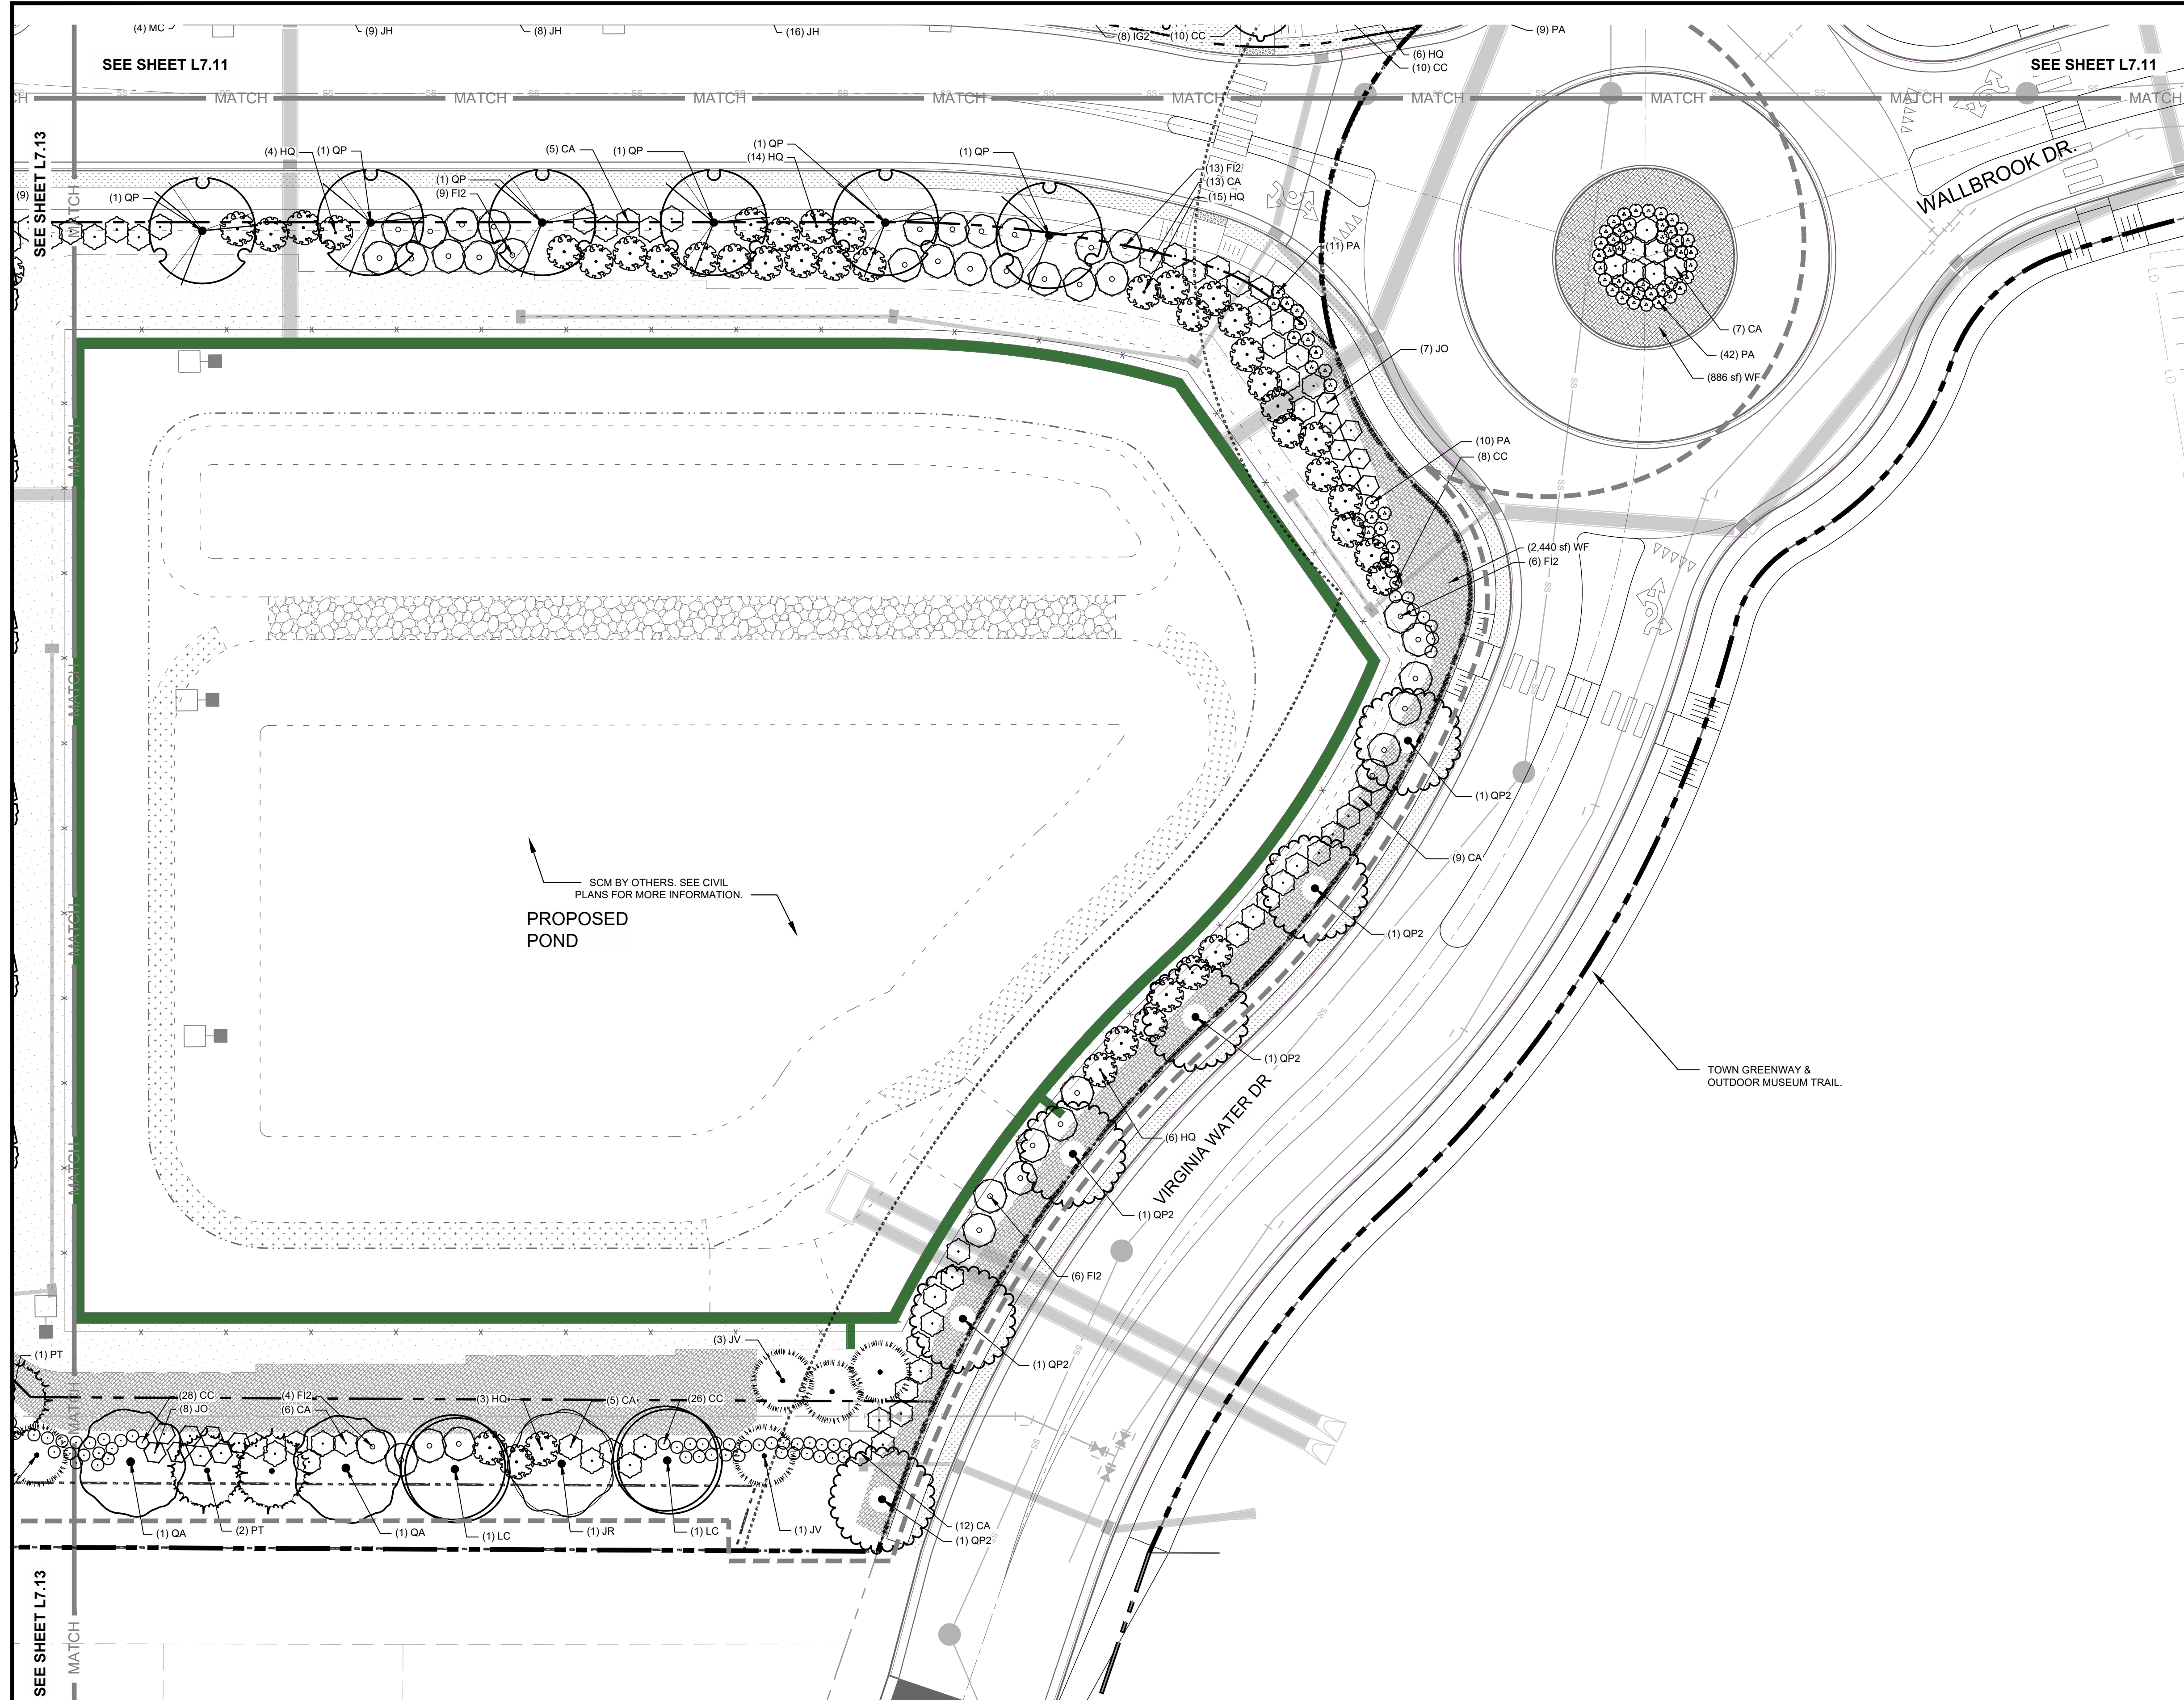 (4) MC
(9) JH
(8) JH
(16) JH
(8) IG2
(10) CC
(6) HQ
(10) CC
(9) PA
SEE SHEET L7.11
SEE SHEET L7.11
MATCH MATCH MATCH MATCH MATCH MATCH MATCH MATCH MATCH
SEE SHEET L7.13
MATCH
WALLBROOK DR.
(9)
(1) QP
(4) HQ
(1) QP
(1) QP
(9) FI2
(5) CA
(1) QP
(1) QP
(14) HQ
(1) QP
(13) FI2
(13) CA
(15) HQ
(11) PA
(7) CA
(42) PA
(886 sf) WF
(7) JO
(10) PA
(8) CC
(2,440 sf) WF
(6) FI2
MATCH
MATCH
MATCH
MATCH
(1) QP2
(9) CA
(1) QP2
SCM BY OTHERS. SEE CIVIL
PLANS FOR MORE INFORMATION.
PROPOSED
POND
(1) QP2
TOWN GREENWAY &
OUTDOOR MUSEUM TRAIL.
VIRGINIA WATER DR
(6) HQ
(1) QP2
(6) FI2
(1) QP2
(3) JV
(1) PT
MATCH
(28) CC
(8) JO
(4) FI2
(6) CA
(3) HQ
(5) CA
(26) CC
(1) QA
(2) PT
(1) QA
(1) LC
(1) JR
(1) LC
(1) JV
(12) CA
(1) QP2
SEE SHEET L7.13
MATCH
SS
LD